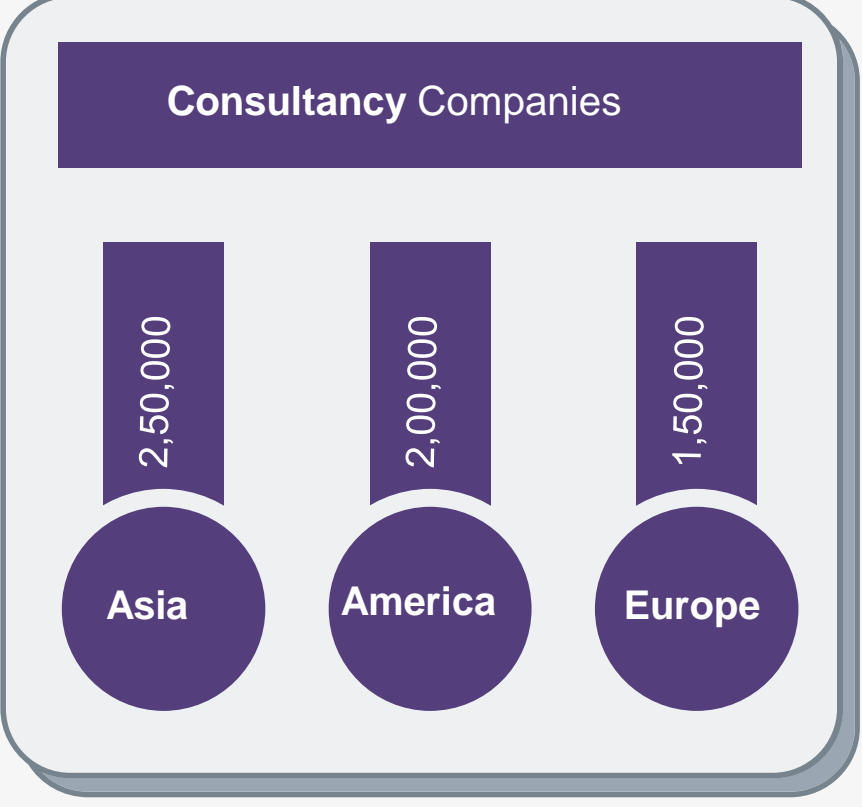 Consultancy Companies
2,50,000
2,00,000
1,50,000
Asia
America
Europe